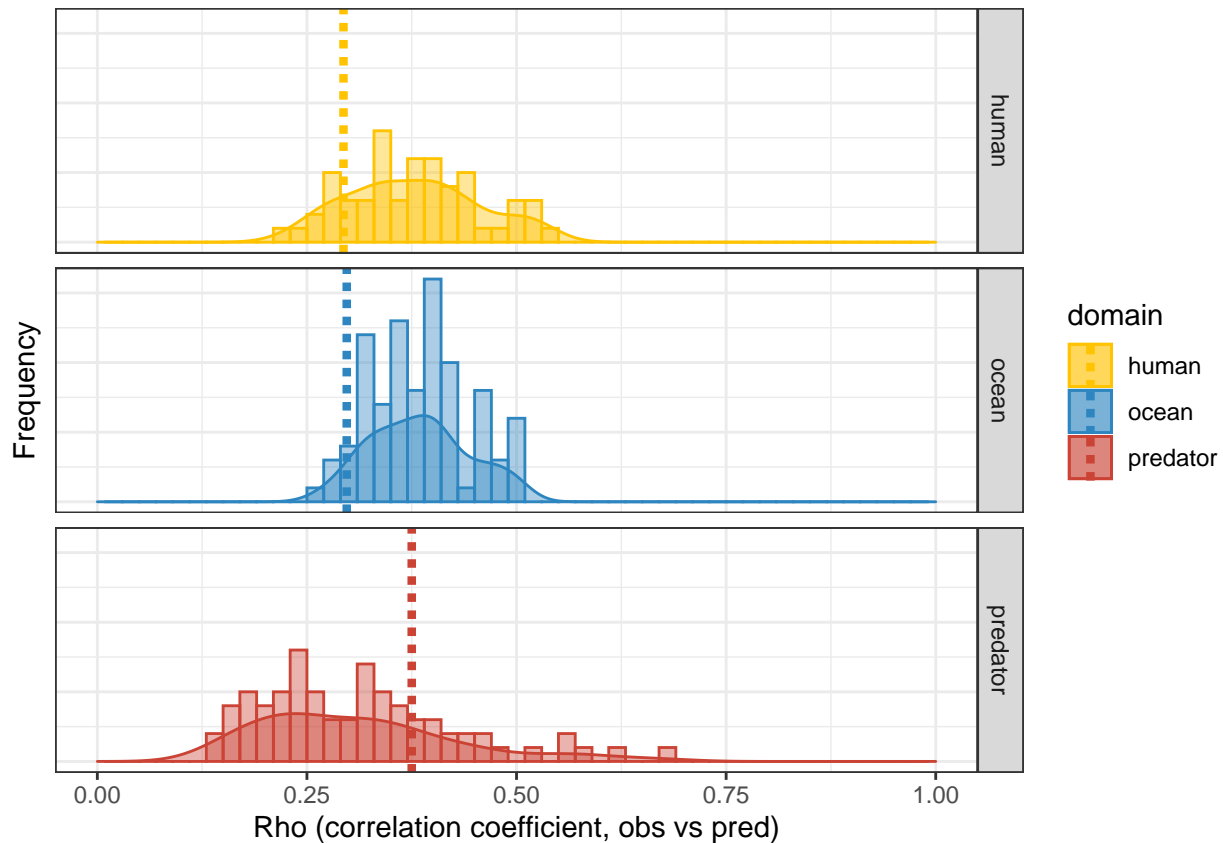 human
ocean
predator
Frequency
0.00 0.25 0.50 0.75 1.00
Rho (correlation coefficient, obs vs pred)
domain
human
ocean
predator